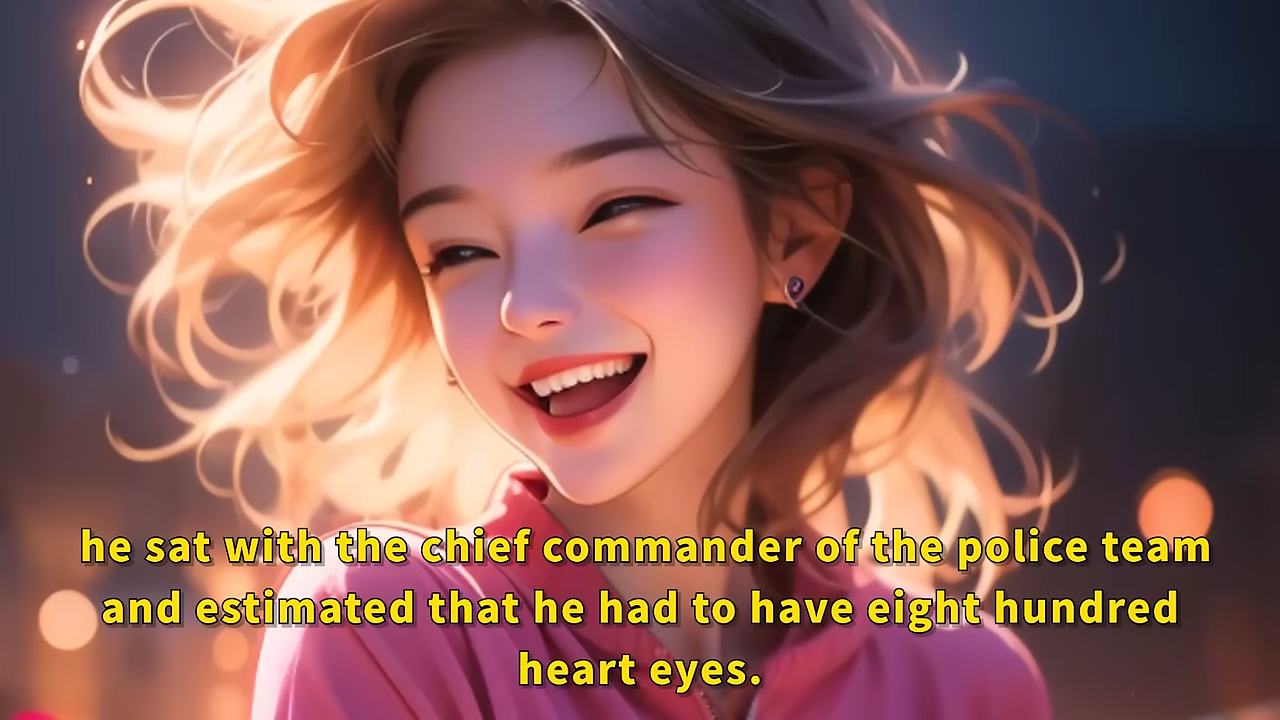 he sat with the chief commander of the police team
and estimated that he had to have eight hundred
heart eyes.